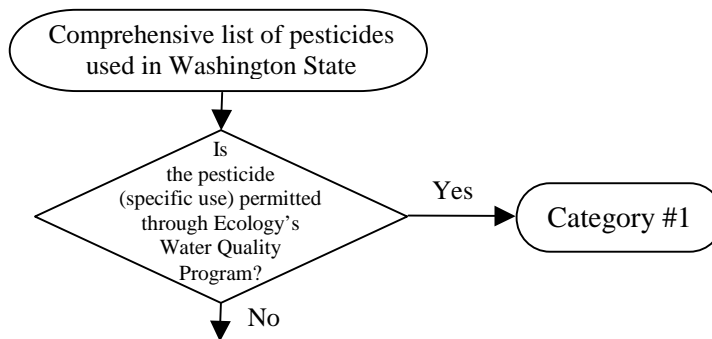 Comprehensive list of pesticides
used in Washington State
Is
the pesticide
(specific use) permitted
through Ecology’s
Water Quality
Program?
Yes
Category #1
No